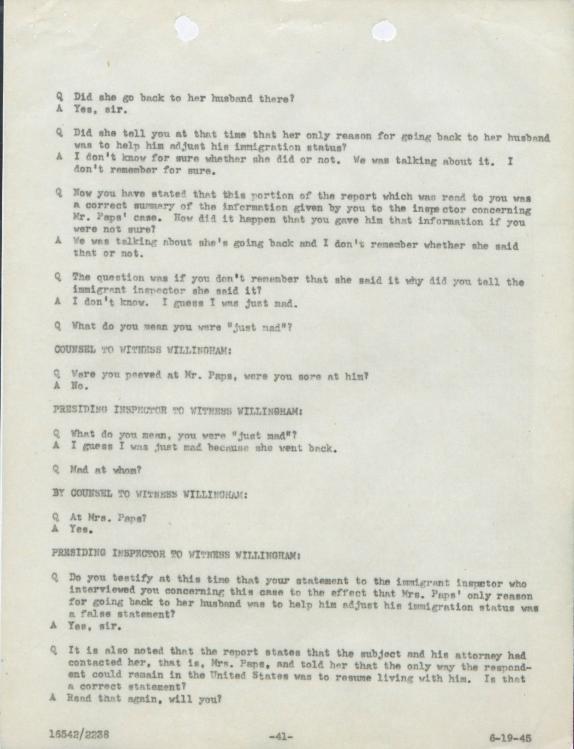 Q Did she go back to her husband there?
A Yes, sir.
Q Did she tell you at that time that her only reason for going back to her husband
was to help him adjust his immigration status?
A I don't know for sure whether she did or not. We was talking about it. I
don't remember for sure.
Q Now you have stated that this portion of the report which was read to you was
a correct summary of the information given by you to the inspector concerning
Mr. Paps' case. How did it happen that you gave him that information if you
were not sure?
A We was talking about she's going back and I don't remember whether she said
that or not.
Q The question was if you don't remember that she said it why did you tell the
immigrant inspector she said it?
A I don't know. I guess I was just mad.
Q What do you mean you were "just mad"?
COUNSEL TO WITNESS WILLINGHAM:
Q Were you peeved at Mr. Paps, were you sore at him?
A No.
PRESIDING INSPECTOR TO WITNESS WILLINGHAM:
Q What do you mean, you were "just mad"?
A I guess I was just mad because she went back.
Q Mad at whom?
BY COUNSEL TO WITNESS WILLINGHAM:
Q At Mrs. Paps?
A Yes.
PRESIDING INSPECTOR TO WITNESS WILLINGHAM:
Q Do you testify at this time that your statement to the immigrant inspector who
interviewed you concerning this case to the effect that Mrs. Paps' only reason
for going back to her husband was to help him adjust his immigration status was
a false statement?
A Yes, sir.
Q It is also noted that the report states that the subject and his attorney had
contacted her, that is, Mrs. Paps, and told her that the only way the respond-
ent could remain in the United States was to resume living with him. Is that
a correct statement?
A Read that again, will you?
16542/2238 -41- 6-19-45